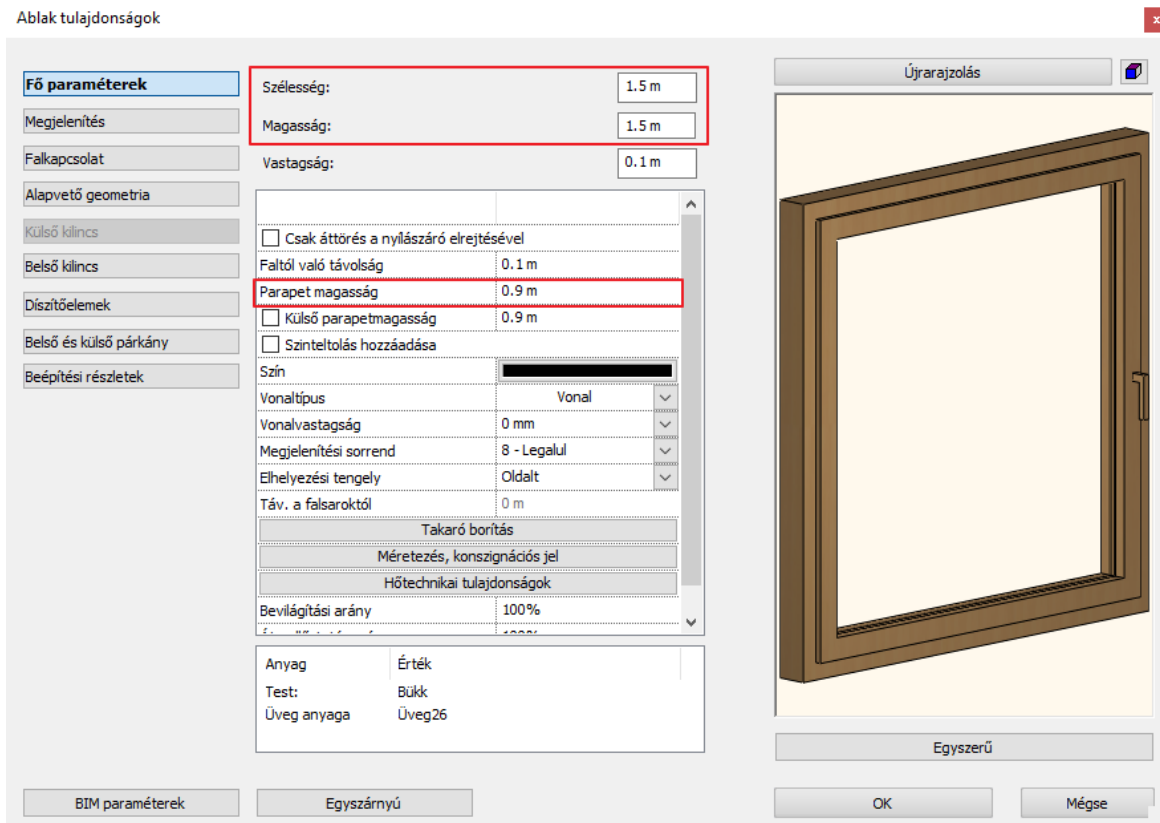 Ablak tulajdonságok
x
Fő paraméterek
Megjelenítés
Falkapcsolat
Alapvető geometria
Külső kilincs
Belső kilincs
Díszítőelemek
Belső és külső párkány
Beépítési részletek
Szélesség: 1.5 m
Magasság: 1.5 m
Vastagság: 0.1 m
Csak áttörés a nyílászáró elrejtésével
Faltól való távolság 0.1 m
Parapet magasság 0.9 m
Külső parapetmagasság 0.9 m
Szinteltolás hozzáadása
Szín
Vonaltípus Vonal
Vonalvastagság 0 mm
Megjelenítési sorrend 8 - Legalul
Elhelyezési tengely Oldalt
Táv. a falsaroktól 0 m
Takaró borítás
Méretezés, konszignációs jel
Hőtechnikai tulajdonságok
Bevilágítási arány 100%
Anyag Érték
Test: Bükk
Üveg anyaga Üveg26
Újrarajzolás
Egyszerű
BIM paraméterek
Egyszárnyú
OK
Mégse